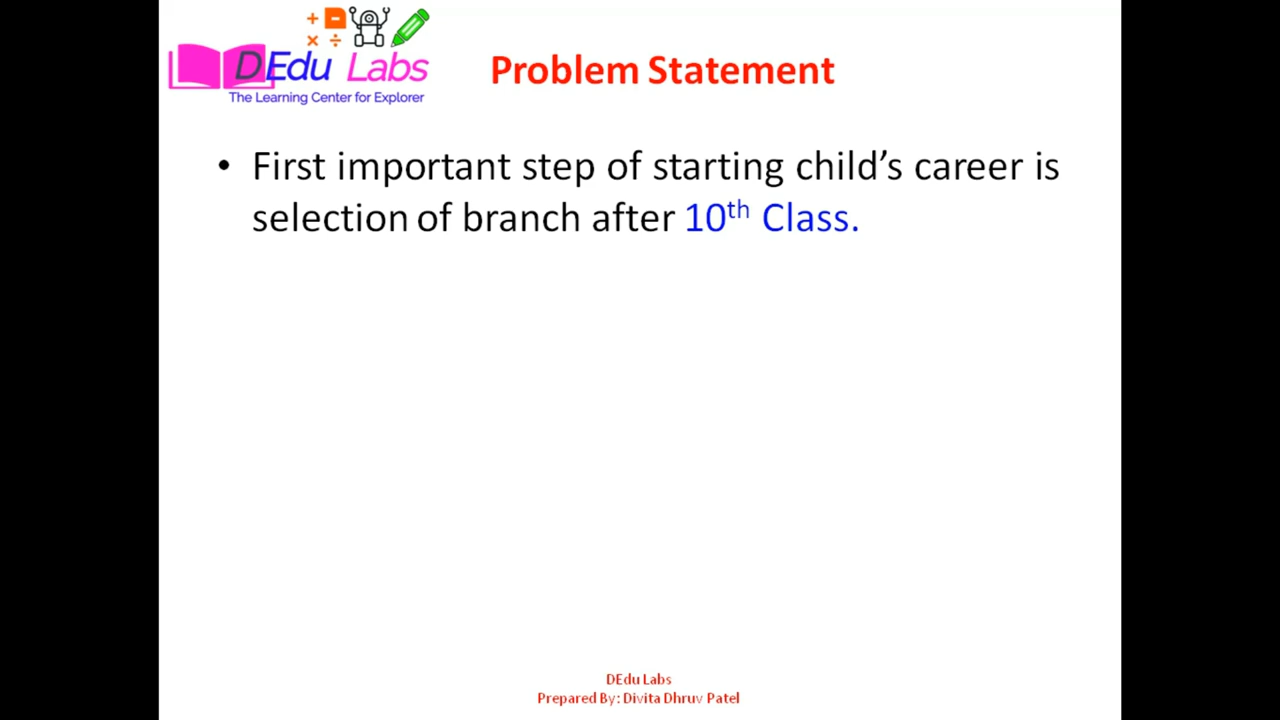 DEdu Labs
The Learning Center for Explorer
Problem Statement
• First important step of starting child’s career is
selection of branch after 10th Class.
DEdu Labs
Prepared By: Divita Dhruv Patel